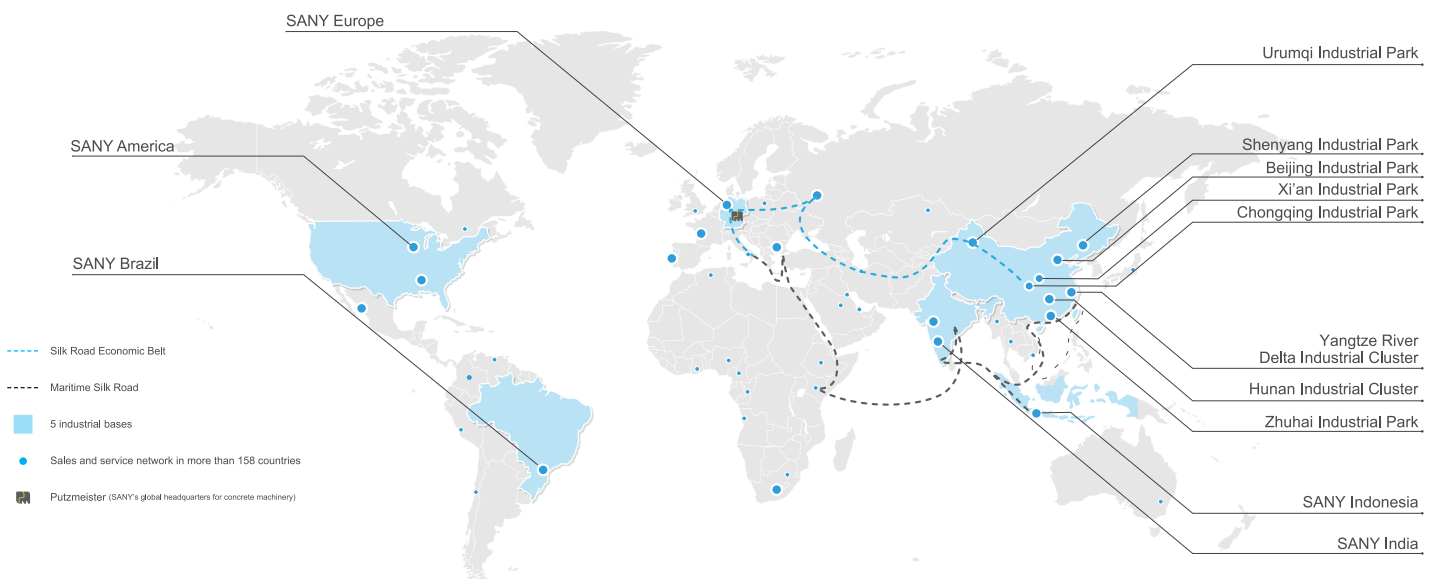 SANY Europe
Urumqi Industrial Park
SANY America
Shenyang Industrial Park
Beijing Industrial Park
Xi'an Industrial Park
Chongqing Industrial Park
SANY Brazil
Silk Road Economic Belt
Maritime Silk Road
5 industrial bases
Sales and service network in more than 158 countries
Putzmeister (SANY's global headquarters for concrete machinery)
Yangtze River
Delta Industrial Cluster
Hunan Industrial Cluster
Zhuhai Industrial Park
SANY Indonesia
SANY India